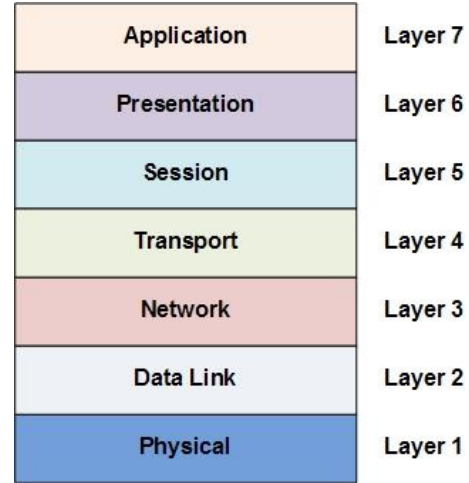 Application Layer 7
Presentation Layer 6
Session Layer 5
Transport Layer 4
Network Layer 3
Data Link Layer 2
Physical Layer 1